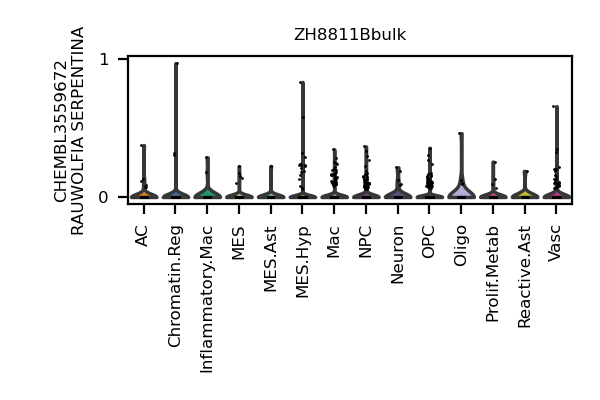 ZH8811Bbulk
CHEMBL3559672
RAUWOLFIA SERPENTINA
1
0
AC
Chromatin.Reg
Inflammatory.Mac
MES
MES.Ast
MES.Hyp
Mac
NPC
Neuron
OPC
Oligo
Prolif.Metab
Reactive.Ast
Vasc